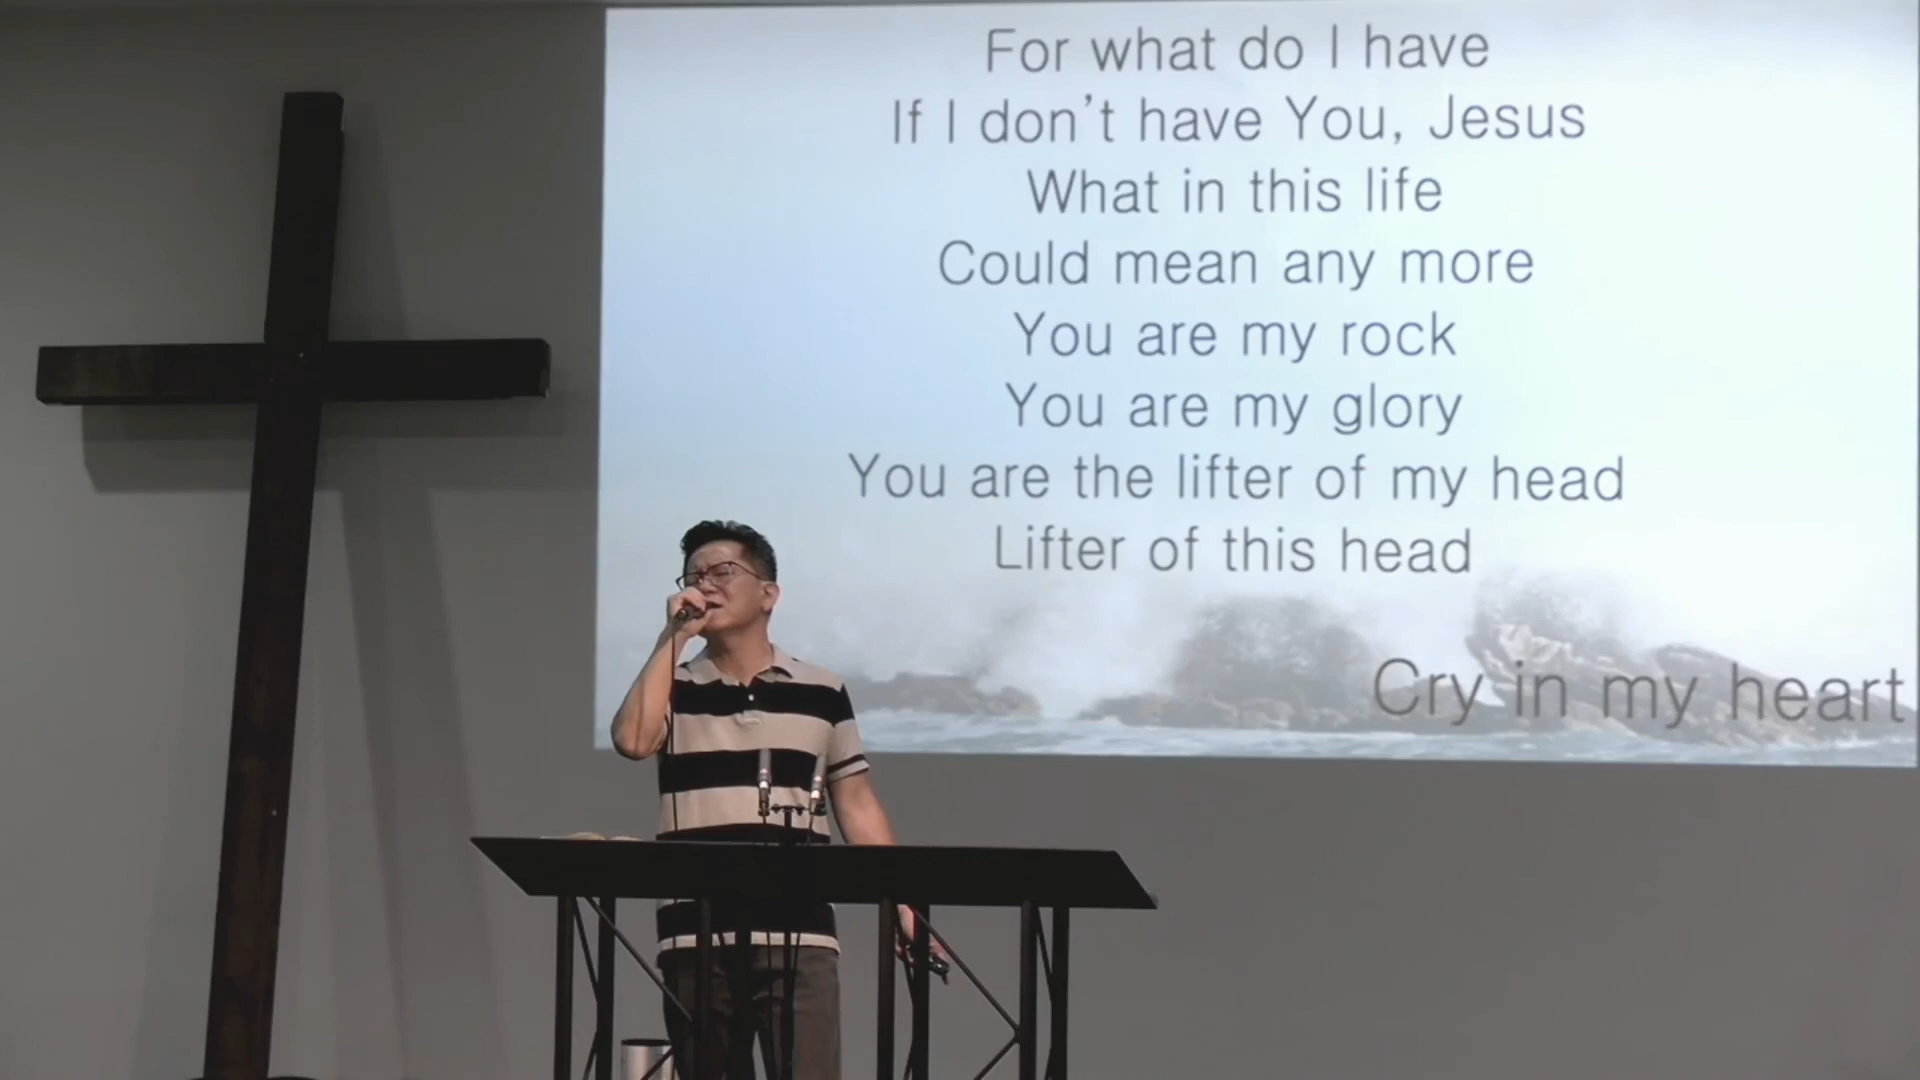 For what do I have
If I don't have You, Jesus
What in this life
Could mean any more
You are my rock
You are my glory
You are the lifter of my head
Lifter of this head
Cry in my heart